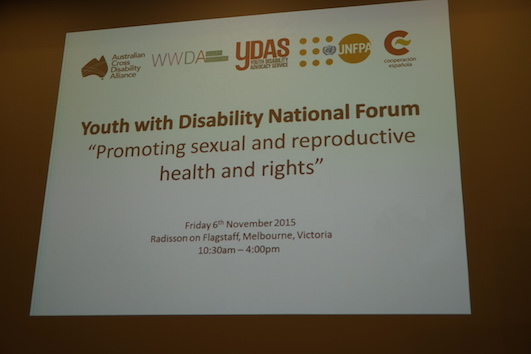 Australian
Cross
Disability
Alliance
WWDA
YDAS
YOUTH DISABILITY
ADVOCACY SERVICE
UNFPA
cooperación
española
Youth with Disability National Forum
“Promoting sexual and reproductive
health and rights”
Friday 6th November 2015
Radisson on Flagstaff, Melbourne, Victoria
10:30am – 4:00pm